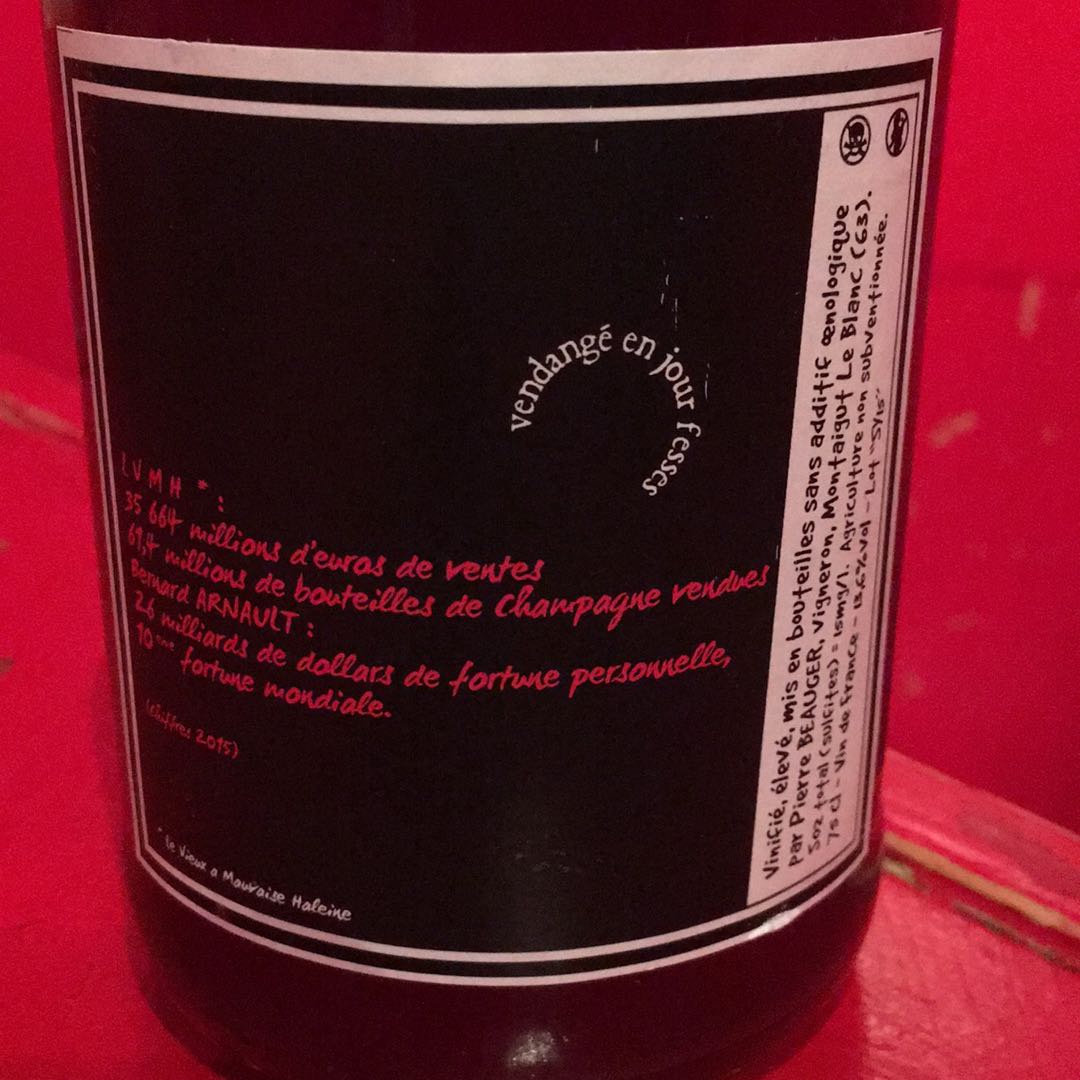 vendangé en jour fesses
LVMH * :
35 664 millions d'euros de ventes
69,4 millions de bouteilles de Champagne vendues
Bernard ARNAULT :
26 milliards de dollars de fortune personnelle,
10ème fortune mondiale.
(chiffres 2015)
* Le Vieux a Mauvaise Haleine
Vinifié, élevé, mis en bouteilles sans additif œnologique
par Pierre BEAUGER, Vigneron, Montaigut Le Blanc (63).
SO2 total (sulfites) = 15mg/l. Agriculture non subventionnée.
75 cl - Vin de France - 13,6%vol - Lot "SY15"